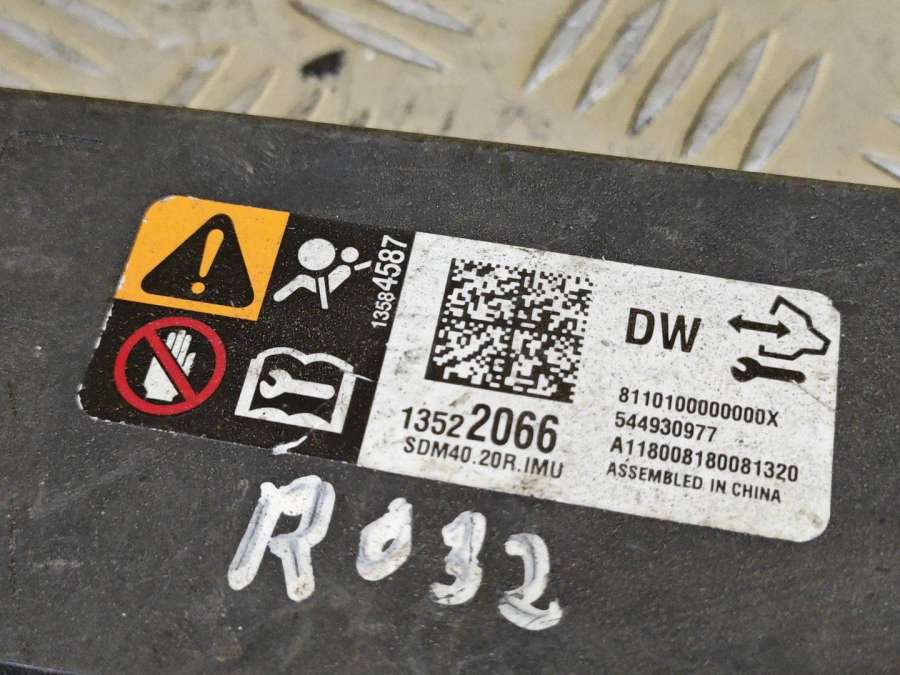 13584587
DW
13522066
SDM40.20R.IMU
8110100000000X
544930977
A118008180081320
ASSEMBLED IN CHINA
R032